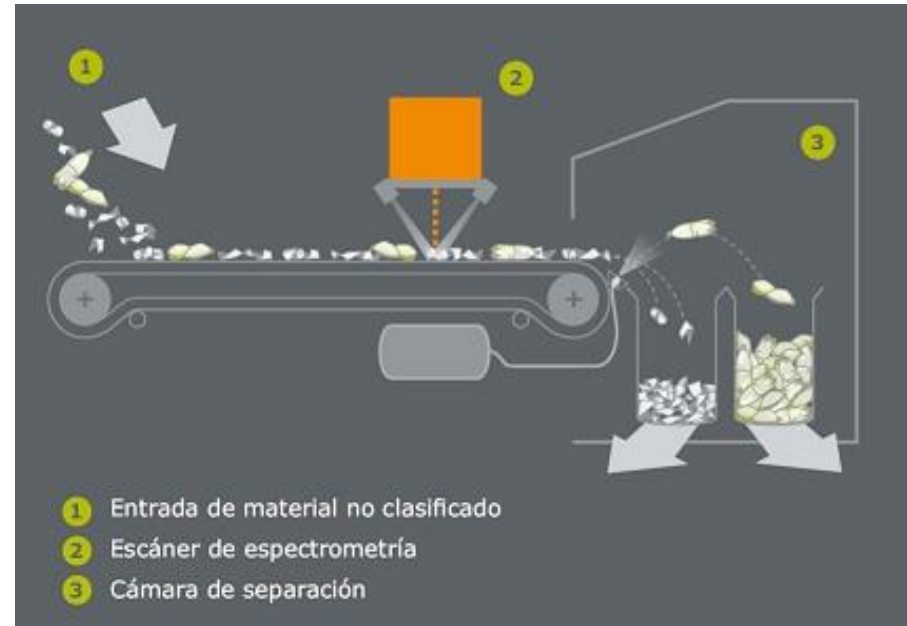 1
2
3
1 Entrada de material no clasificado
2 Escáner de espectrometría
3 Cámara de separación